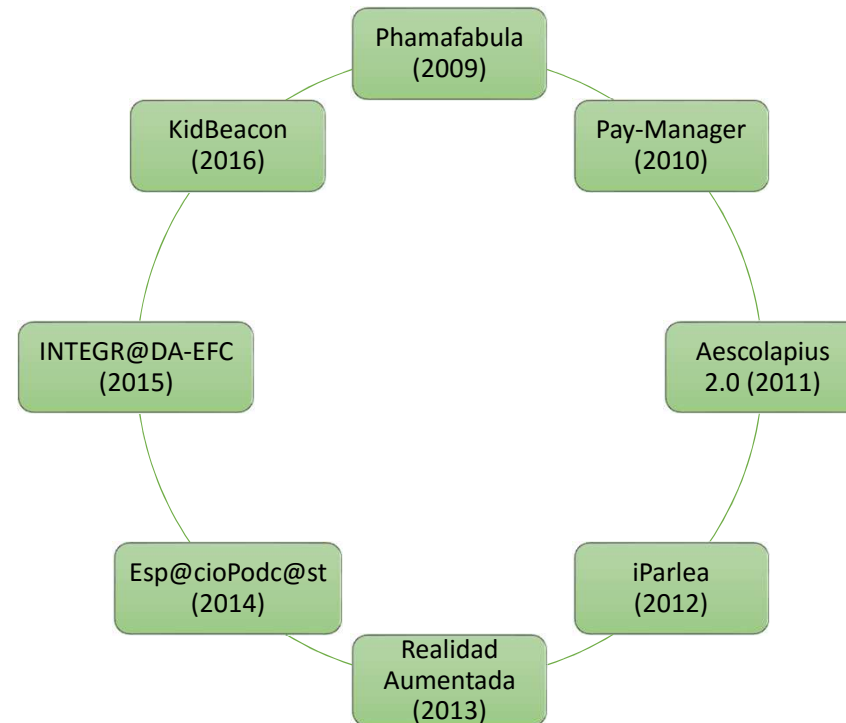 Phamafabula
(2009)
Pay-Manager
(2010)
Aescolapius
2.0 (2011)
iParlea
(2012)
Realidad
Aumentada
(2013)
Esp@cioPodc@st
(2014)
INTEGR@DA-EFC
(2015)
KidBeacon
(2016)